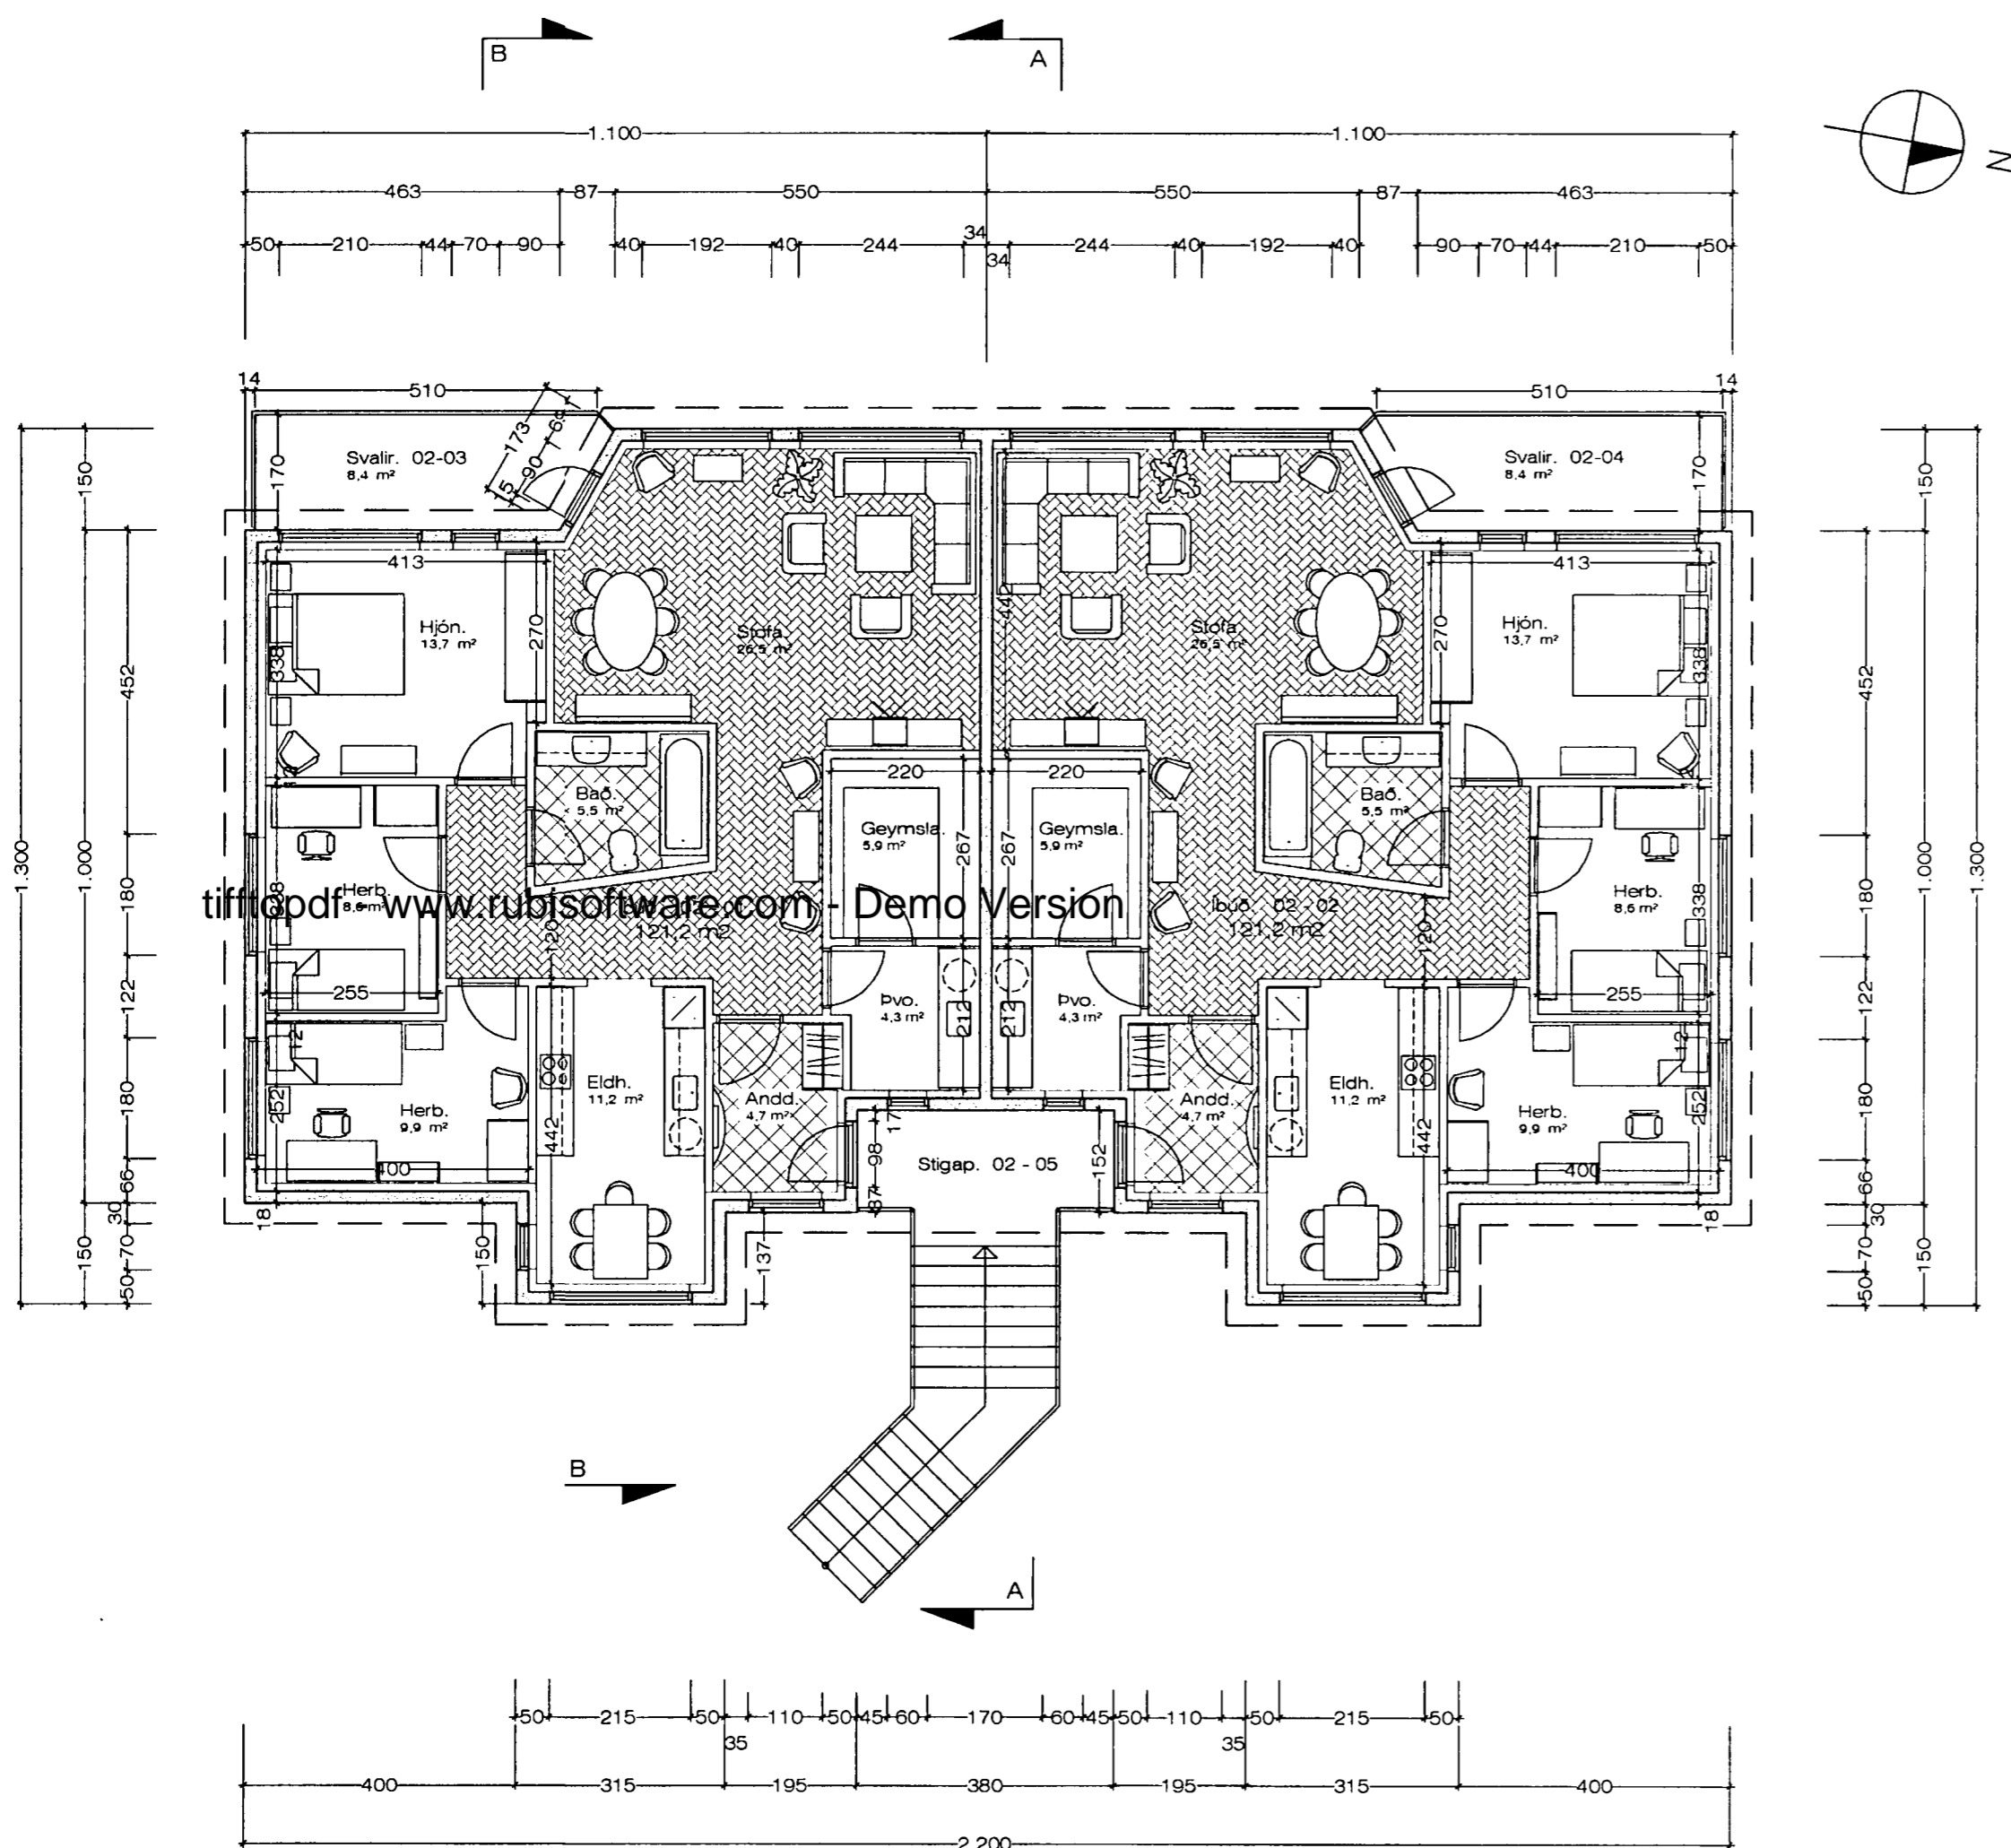 B
A
1.100 1.100
N
463 87 550 550 87 463
34
50 210 44 70 90 40 192 40 244 244 40 192 40 90 70 44 210 50
34
14 510 510 14
173
90
15
Svalir. 02-03
8,4 m²
170
Svalir. 02-04
8,4 m²
170
150
150
413
413
Hjón.
13,7 m²
338
270
Stofa.
26,5 m²
442
Stofa
26,5 m²
270
Hjón.
13,7 m²
338
452
452
220
220
Bað.
5,5 m²
Geymsla.
5,9 m²
267
267
Geymsla.
5,9 m²
Bað.
5,5 m²
1.300
1.000
180
338
Herb.
8,6 m²
Herb.
8,6 m²
338
180
1.000
1.300
tifftopdf - www.rubisoftware.com - Demo Version
121,2 m2
Íbúð. 02 - 02
121,2 m2
120
120
255
255
122
122
Þvo.
4,3 m²
212
212
Þvo.
4,3 m²
12
12
Eldh.
11,2 m²
Eldh.
11,2 m²
Herb.
9,9 m²
252
442
Andd.
4,7 m²
Andd.
4,7 m²
442
Herb.
9,9 m²
252
180
180
17
98
87
152
Stigap. 02 - 05
400
400
66
66
18
18
30
30
150
70
50
150
137
70
50
150
B
A
50 215 50 110 50 45 60 170 60 45 50 110 50 215 50
35 35
400 315 195 380 195 315 400
2.200